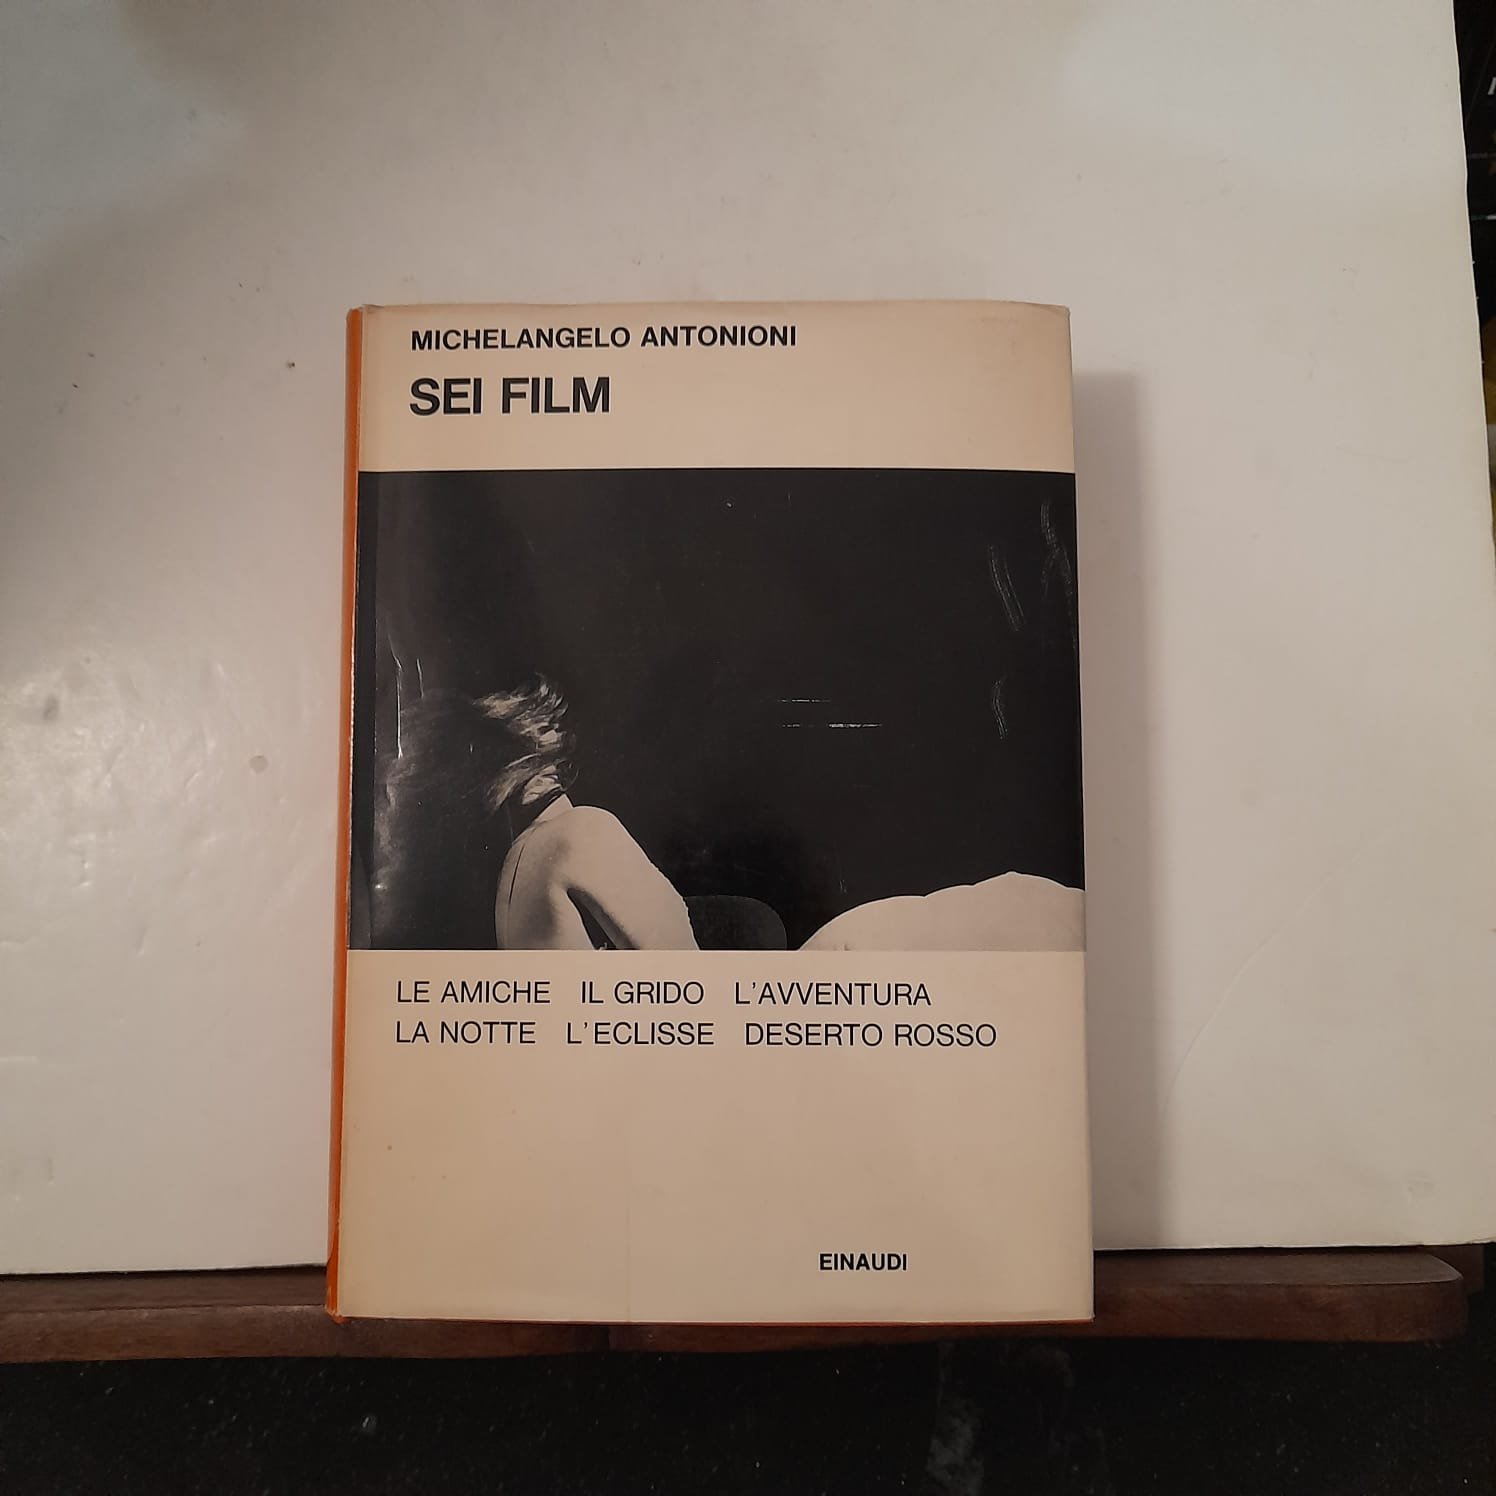 MICHELANGELO ANTONIONI
SEI FILM
LE AMICHE IL GRIDO L'AVVENTURA
LA NOTTE L'ECLISSE DESERTO ROSSO
EINAUDI